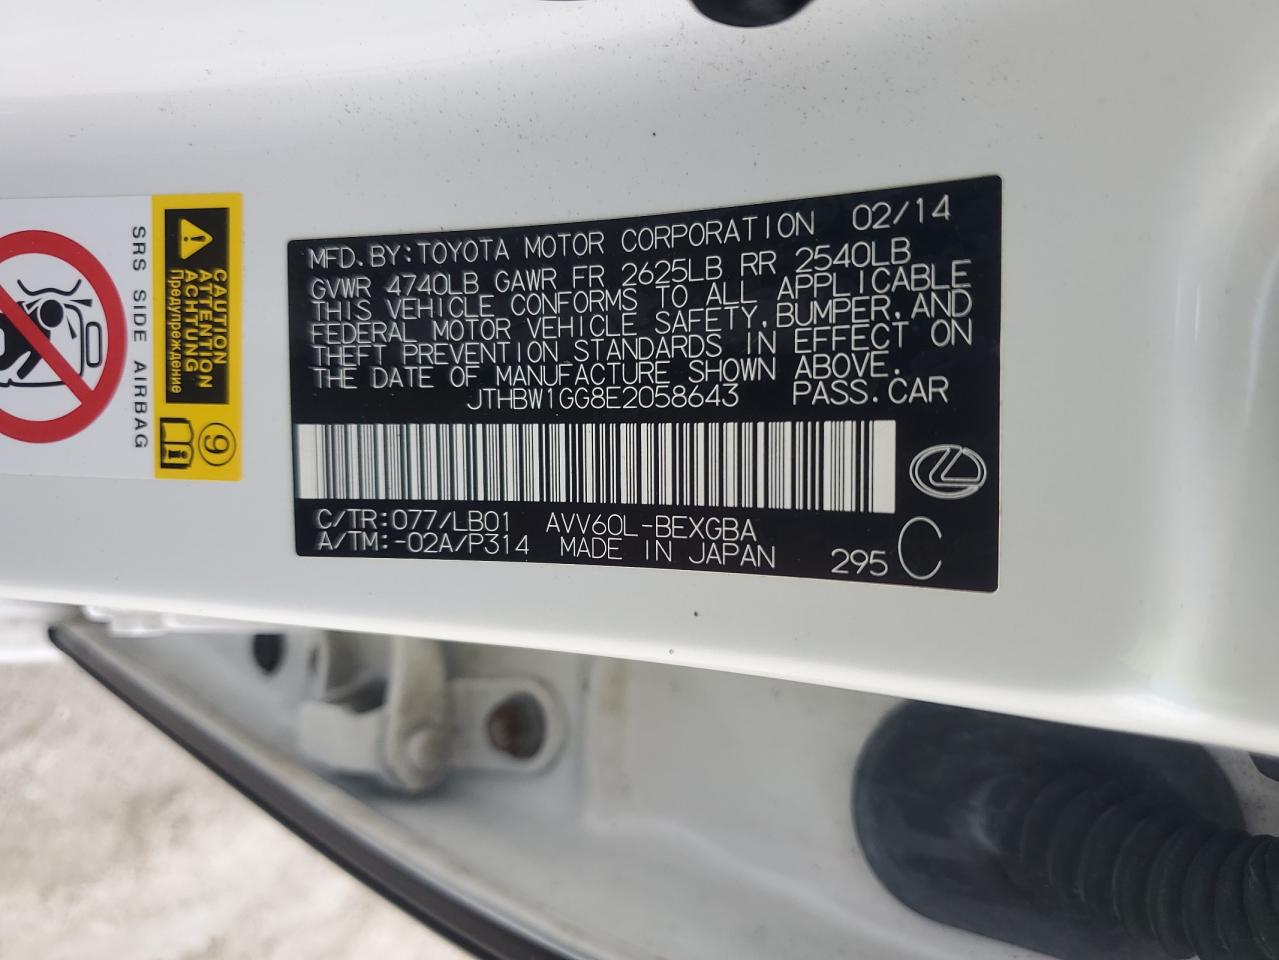 MFD. BY: TOYOTA MOTOR CORPORATION 02/14
GVWR 4740LB GAWR FR 2625LB RR 2540LB
THIS VEHICLE CONFORMS TO ALL APPLICABLE
FEDERAL MOTOR VEHICLE SAFETY, BUMPER, AND
THEFT PREVENTION STANDARDS IN EFFECT ON
THE DATE OF MANUFACTURE SHOWN ABOVE.
JTHBW1GG8E2058643 PASS. CAR
C/TR: 077/LB01 AVV60L-BEXGBA
A/TM: -02A/P314 MADE IN JAPAN 295 C
CAUTION
ATTENTION
ACHTUNG
Предупреждение
9
SRS SIDE AIRBAG